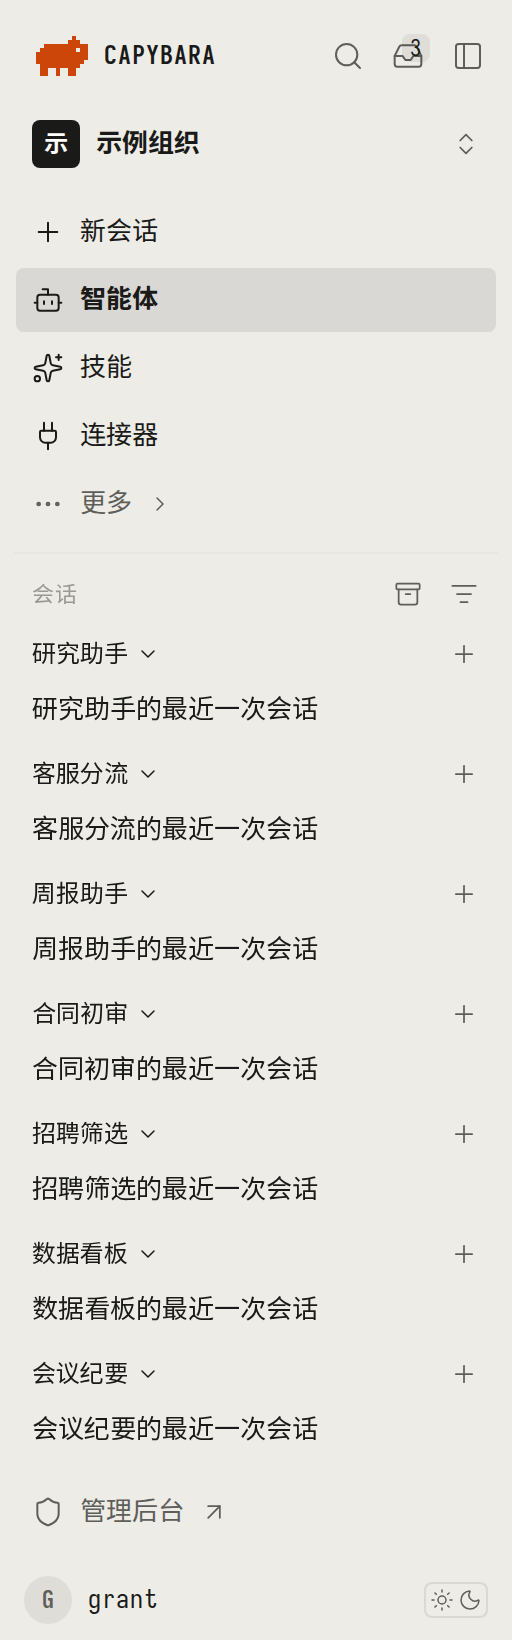 CAPYBARA
3
示 示例组织
新会话
智能体
技能
连接器
更多
会话
研究助手
研究助手的最近一次会话
客服分流
客服分流的最近一次会话
周报助手
周报助手的最近一次会话
合同初审
合同初审的最近一次会话
招聘筛选
招聘筛选的最近一次会话
数据看板
数据看板的最近一次会话
会议纪要
会议纪要的最近一次会话
管理后台
G grant